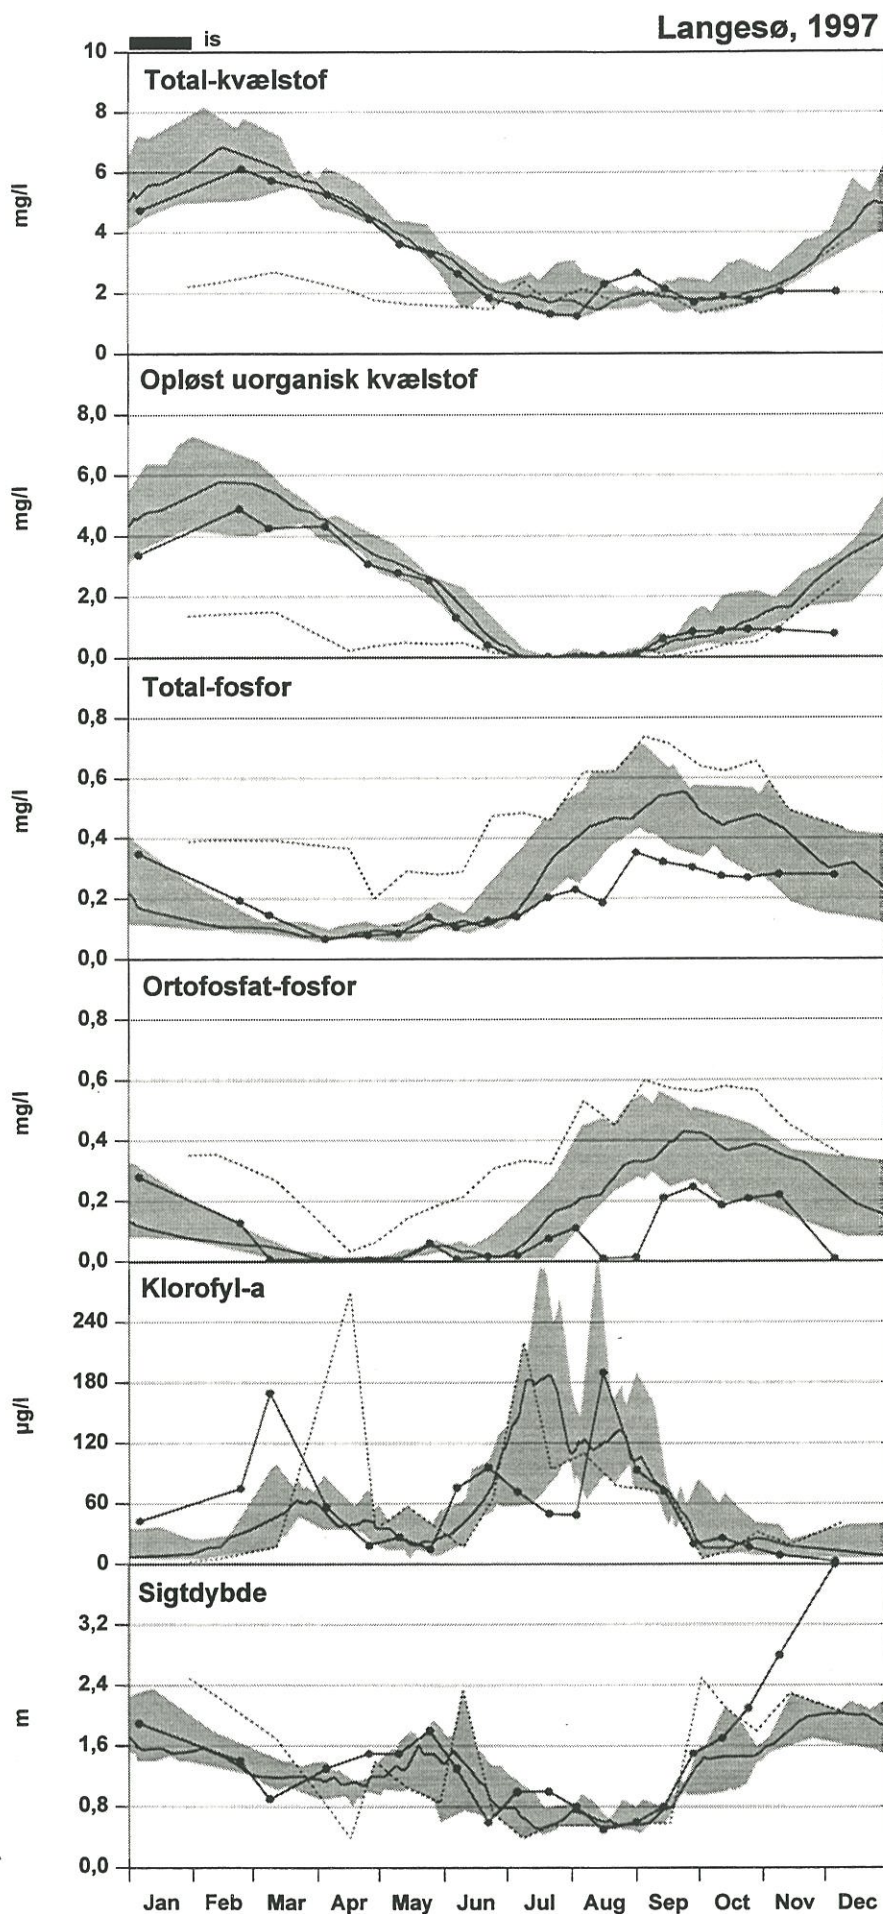 is
Langesø, 1997
10
Total-kvælstof
8
6
mg/l
4
2
0
Opløst uorganisk kvælstof
8,0
6,0
mg/l
4,0
2,0
0,0
Total-fosfor
0,8
0,6
mg/l
0,4
0,2
0,0
Ortofosfat-fosfor
0,8
0,6
mg/l
0,4
0,2
0,0
Klorofyl-a
240
180
µg/l
120
60
0
Sigtdybde
3,2
2,4
m
1,6
0,8
0,0
Jan Feb Mar Apr May Jun Jul Aug Sep Oct Nov Dec